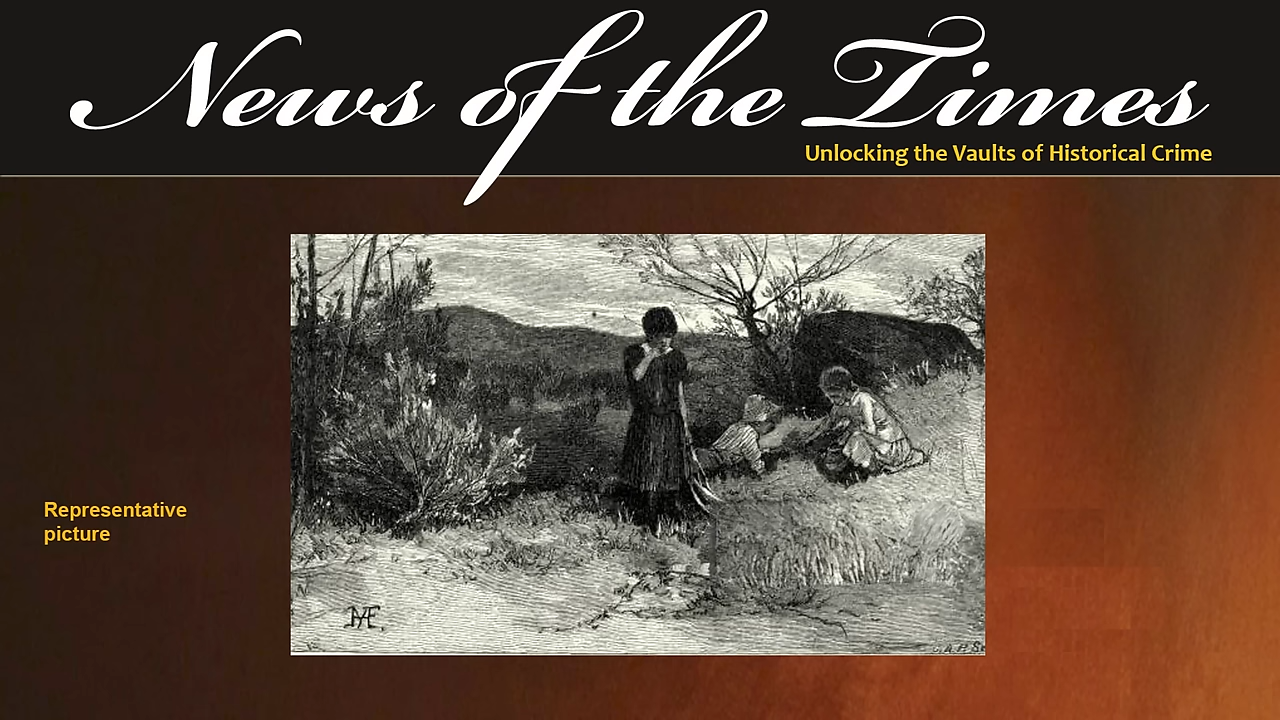 News of the Times
Unlocking the Vaults of Historical Crime
Representative
picture